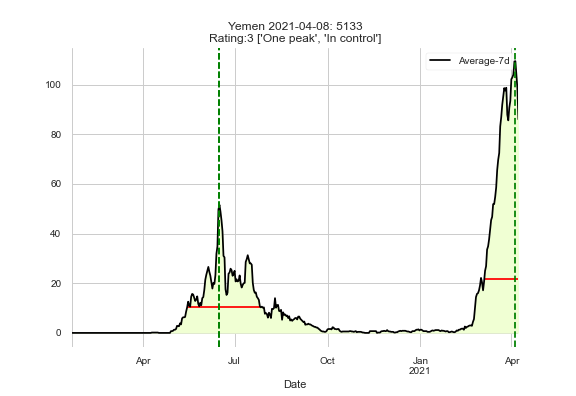 Yemen 2021-04-08: 5133
Rating:3 ['One peak', 'In control']
Average-7d
100
80
60
40
20
0
Apr
Jul
Oct
Jan
2021
Apr
Date